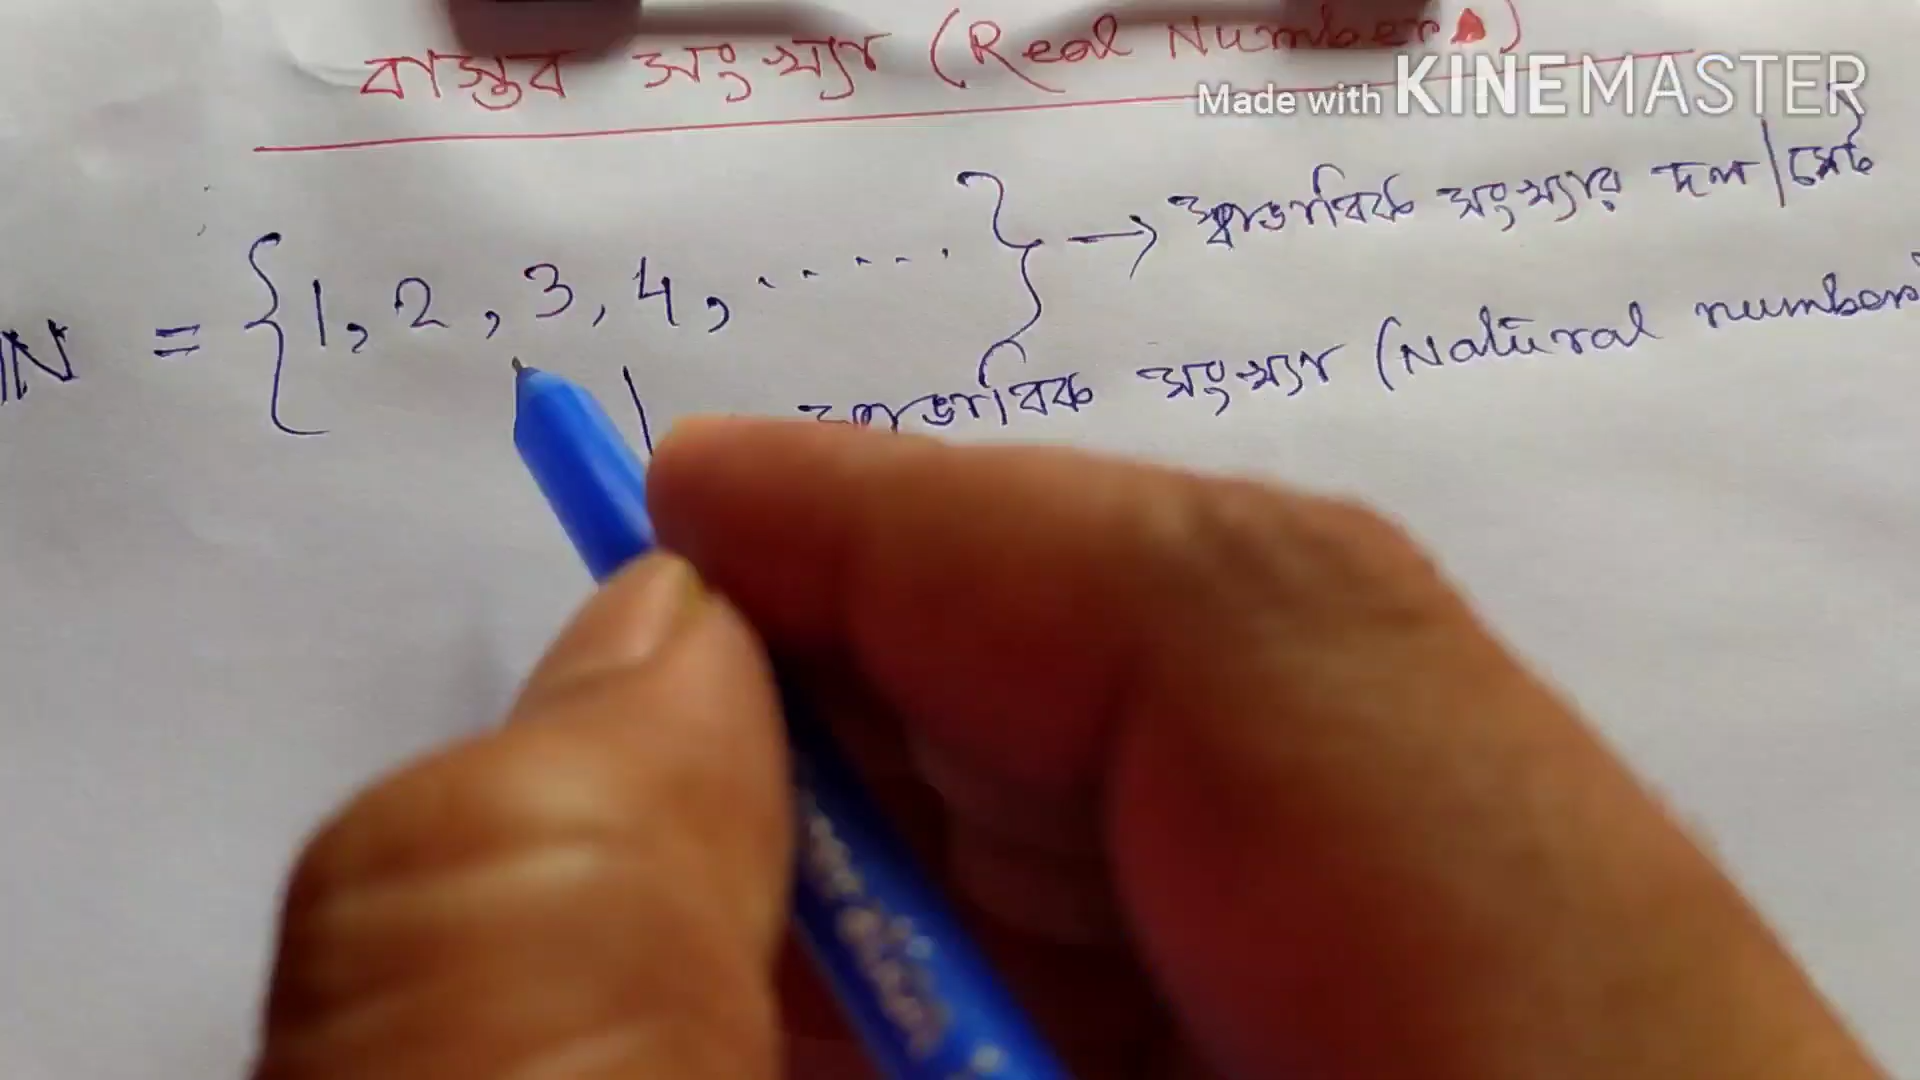 বাস্তব সংখ্যা (Real Numbers)
Made with KINEMASTER
N = {1, 2, 3, 4, ........} → স্বাভাবিক সংখ্যার দল/সেট
স্বাভাবিক সংখ্যা (Natural number